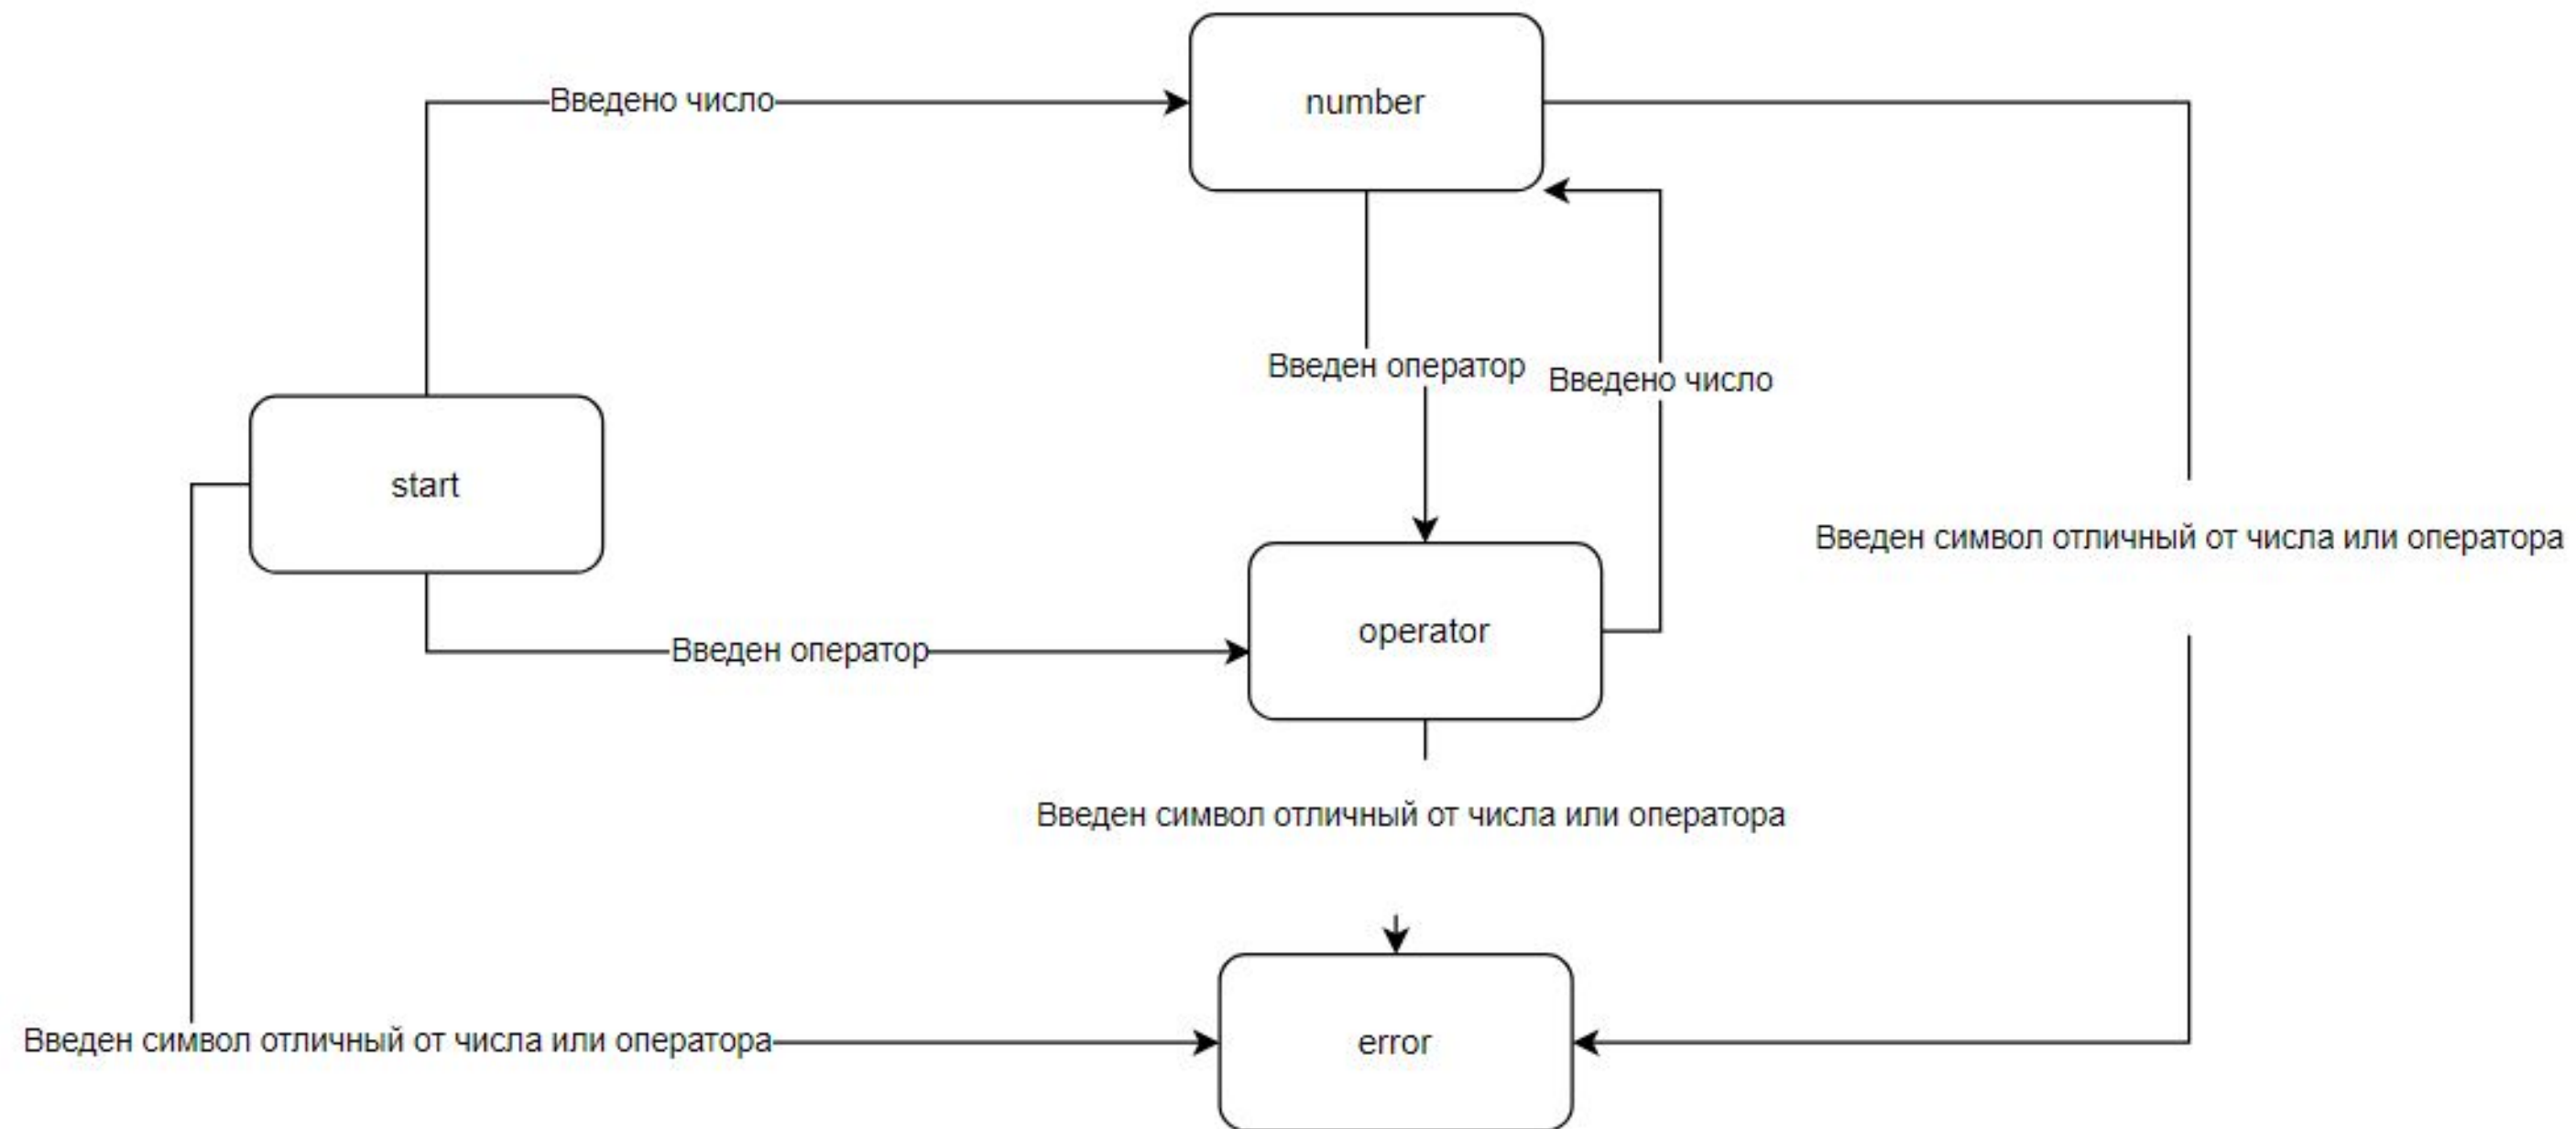 Введено число
number
Введен оператор
Введено число
start
Введен символ отличный от числа или оператора
operator
Введен оператор
Введен символ отличный от числа или оператора
Введен символ отличный от числа или оператора
error